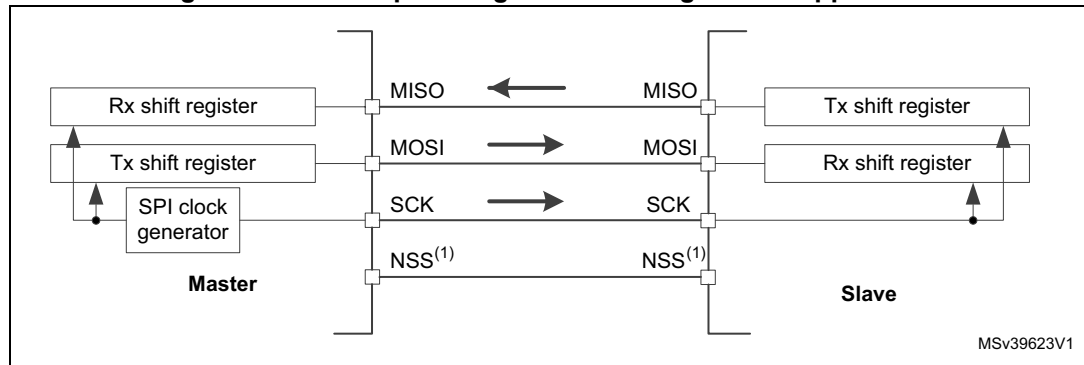 Rx shift register
MISO MISO
Tx shift register
Tx shift register
MOSI MOSI
Rx shift register
SPI clock
generator
SCK SCK
NSS(1) NSS(1)
Master
Slave
MSv39623V1